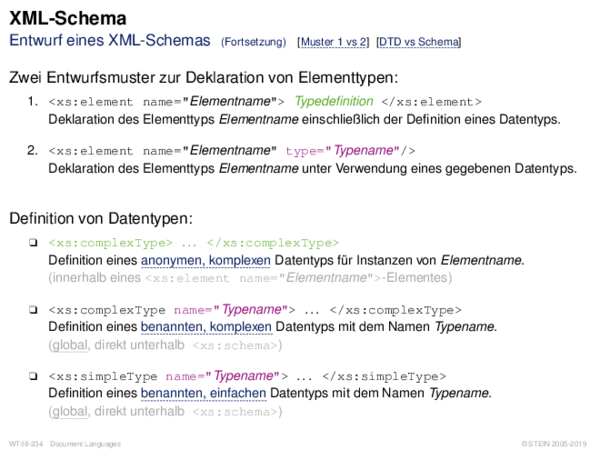 XML-Schema
Entwurf eines XML-Schemas (Fortsetzung) [Muster 1 vs 2] [DTD vs Schema]
Zwei Entwurfsmuster zur Deklaration von Elementtypen:
1. <xs:element name="Elementname"> Typedefinition </xs:element>
Deklaration des Elementtyps Elementname einschließlich der Definition eines Datentyps.
2. <xs:element name="Elementname" type="Typename"/>
Deklaration des Elementtyps Elementname unter Verwendung eines gegebenen Datentyps.
Definition von Datentypen:
❑ <xs:complexType> ... </xs:complexType>
Definition eines anonymen, komplexen Datentyps für Instanzen von Elementname.
(innerhalb eines <xs:element name="Elementname">-Elementes)
❑ <xs:complexType name="Typename"> ... </xs:complexType>
Definition eines benannten, komplexen Datentyps mit dem Namen Typename.
(global, direkt unterhalb <xs:schema>)
❑ <xs:simpleType name="Typename"> ... </xs:simpleType>
Definition eines benannten, einfachen Datentyps mit dem Namen Typename.
(global, direkt unterhalb <xs:schema>)
WT:III-234 Document Languages © STEIN 2005-2019